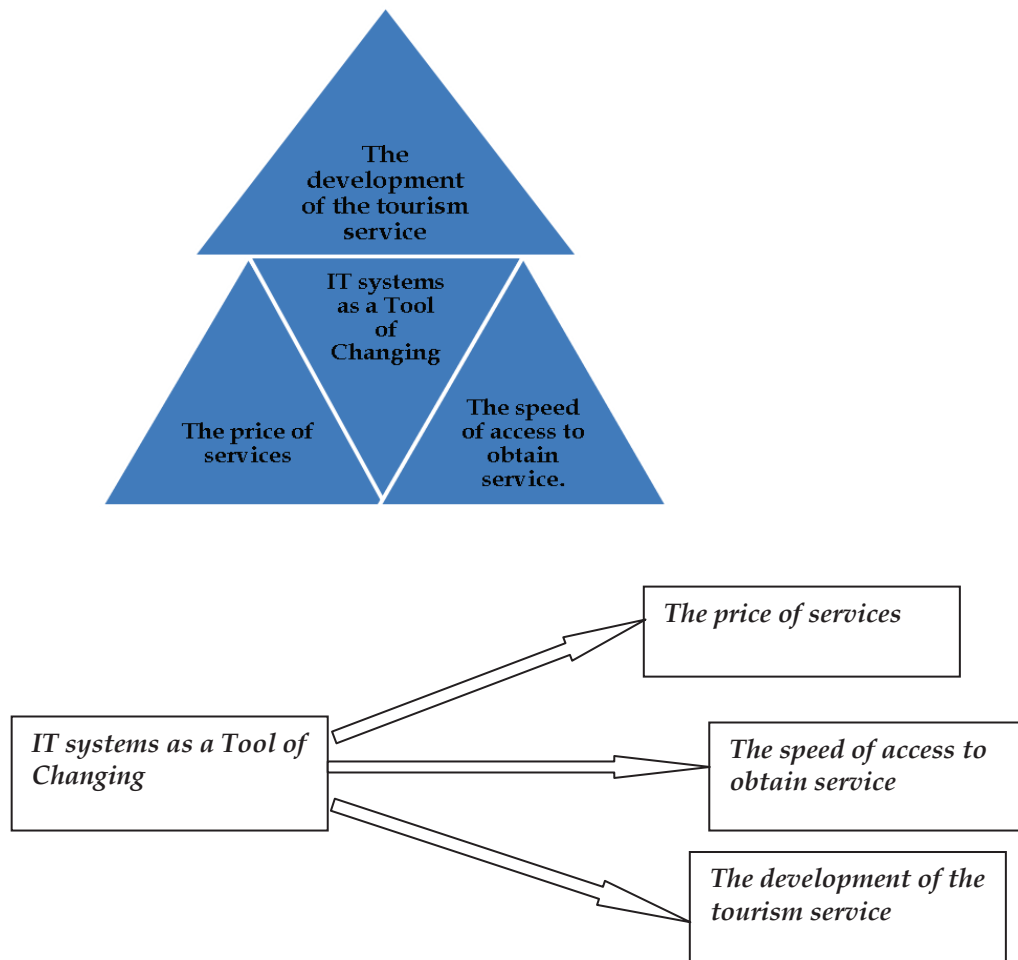 The
development
of the tourism
service
IT systems
as a Tool
of
Changing
The price of
services
The speed
of access to
obtain
service.
The price of services
IT systems as a Tool of
Changing
The speed of access to
obtain service
The development of the
tourism service